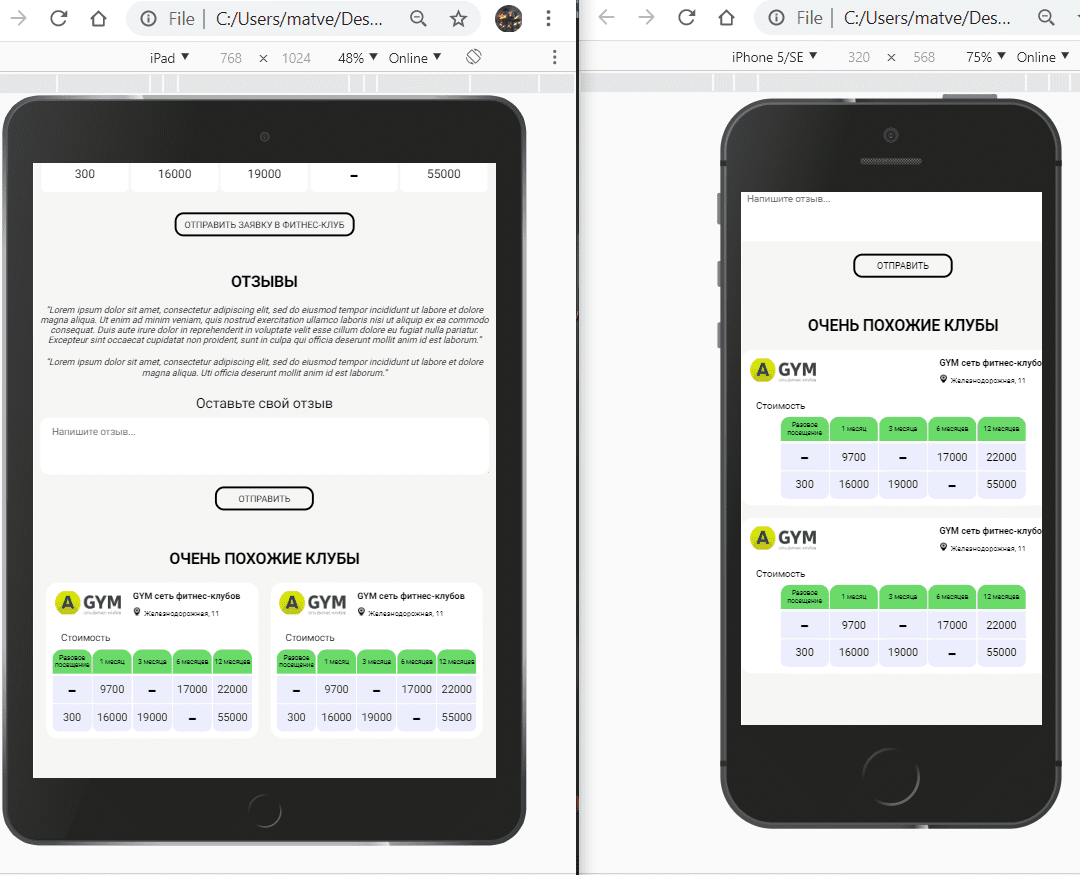 File
C:/Users/matve/Des...
iPad
768
×
1024
48%
Online
300
16000
19000
–
55000
ОТПРАВИТЬ ЗАЯВКУ В ФИТНЕС-КЛУБ
ОТЗЫВЫ
"Lorem ipsum dolor sit amet, consectetur adipiscing elit, sed do eiusmod tempor incididunt ut labore et dolore
magna aliqua. Ut enim ad minim veniam, quis nostrud exercitation ullamco laboris nisi ut aliquip ex ea commodo
consequat. Duis aute irure dolor in reprehenderit in voluptate velit esse cillum dolore eu fugiat nulla pariatur.
Excepteur sint occaecat cupidatat non proident, sunt in culpa qui officia deserunt mollit anim id est laborum."
"Lorem ipsum dolor sit amet, consectetur adipiscing elit, sed do eiusmod tempor incididunt ut labore et dolore
magna aliqua. Uti officia deserunt mollit anim id est laborum."
Оставьте свой отзыв
Напишите отзыв...
ОТПРАВИТЬ
ОЧЕНЬ ПОХОЖИЕ КЛУБЫ
A GYM
сеть фитнес-клубов
GYM сеть фитнес-клубов
Железнодорожная, 11
Стоимость
Разовое посещение
1 месяц
3 месяца
6 месяцев
12 месяцев
–
9700
–
17000
22000
300
16000
19000
–
55000
A GYM
сеть фитнес-клубов
GYM сеть фитнес-клубов
Железнодорожная, 11
Стоимость
Разовое посещение
1 месяц
3 месяца
6 месяцев
12 месяцев
–
9700
–
17000
22000
300
16000
19000
–
55000
File
C:/Users/matve/Des...
iPhone 5/SE
320
×
568
75%
Online
Напишите отзыв...
ОТПРАВИТЬ
ОЧЕНЬ ПОХОЖИЕ КЛУБЫ
A GYM
сеть фитнес-клубов
GYM сеть фитнес-клубо
Железнодорожная, 11
Стоимость
Разовое посещение
1 месяц
3 месяца
6 месяцев
12 месяцев
–
9700
–
17000
22000
300
16000
19000
–
55000
A GYM
сеть фитнес-клубов
GYM сеть фитнес-клубо
Железнодорожная, 11
Стоимость
Разовое посещение
1 месяц
3 месяца
6 месяцев
12 месяцев
–
9700
–
17000
22000
300
16000
19000
–
55000